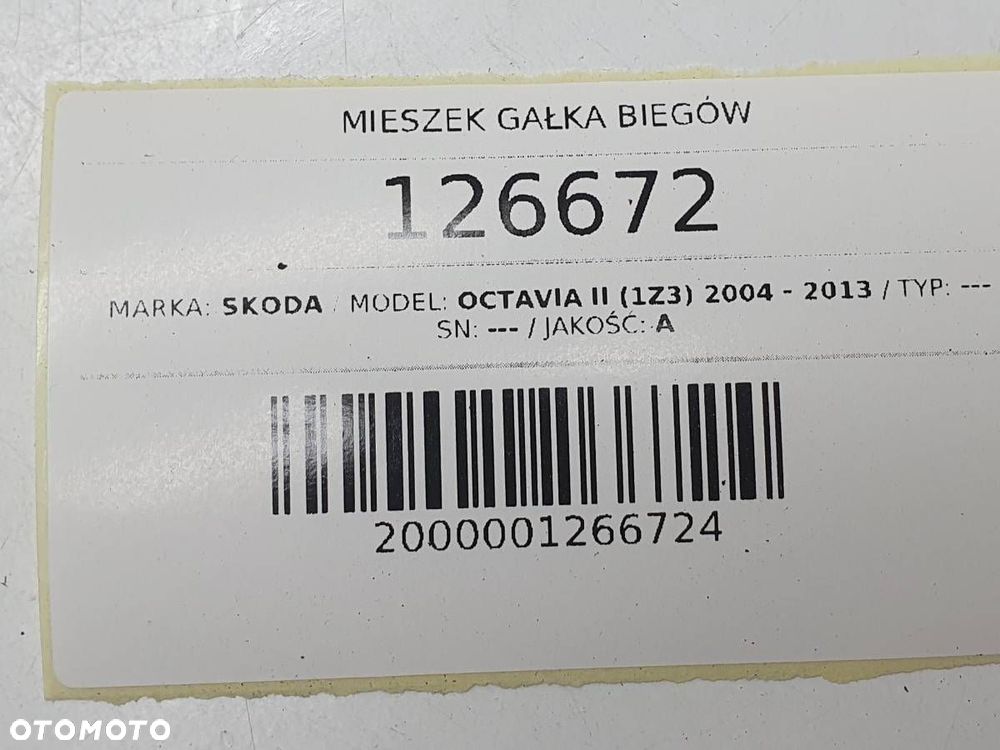 MIESZEK GAŁKA BIEGÓW
126672
MARKA: SKODA / MODEL: OCTAVIA II (1Z3) 2004 - 2013 / TYP: ---
SN: --- / JAKOŚĆ: A
2000001266724
OTOMOTO